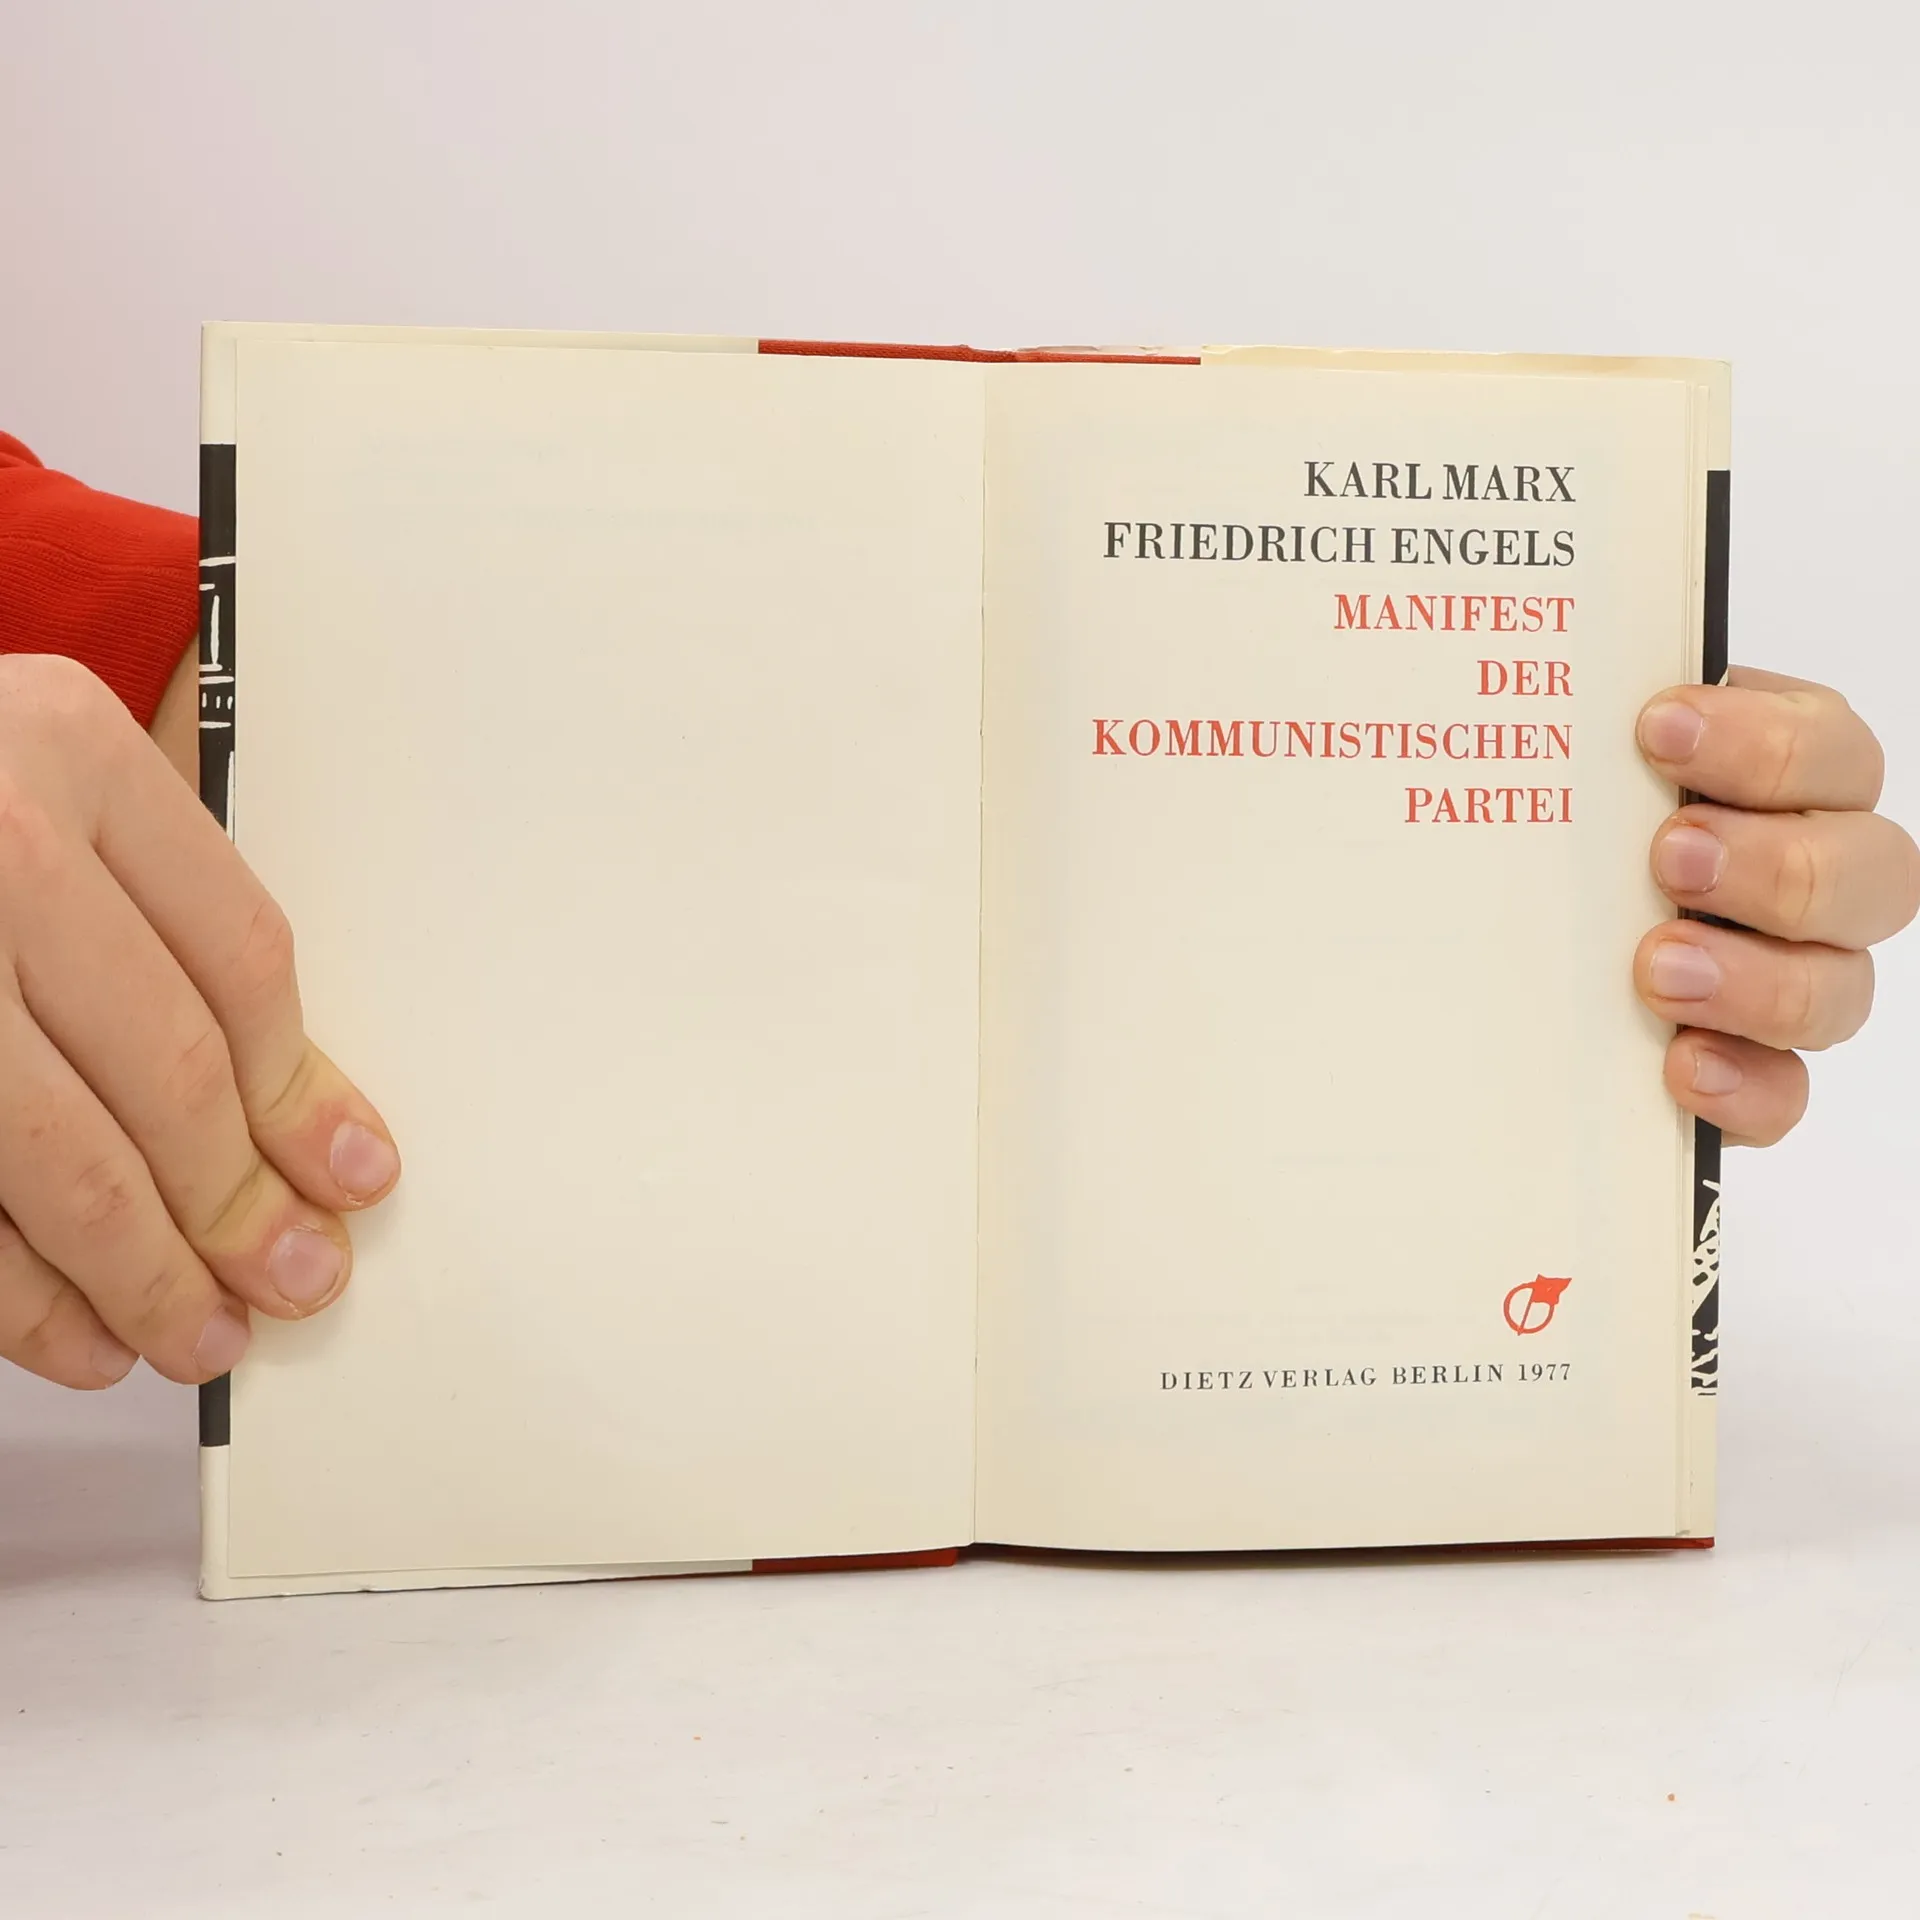 KARL MARX
FRIEDRICH ENGELS
MANIFEST
DER
KOMMUNISTISCHEN
PARTEI
DIETZ VERLAG BERLIN 1977